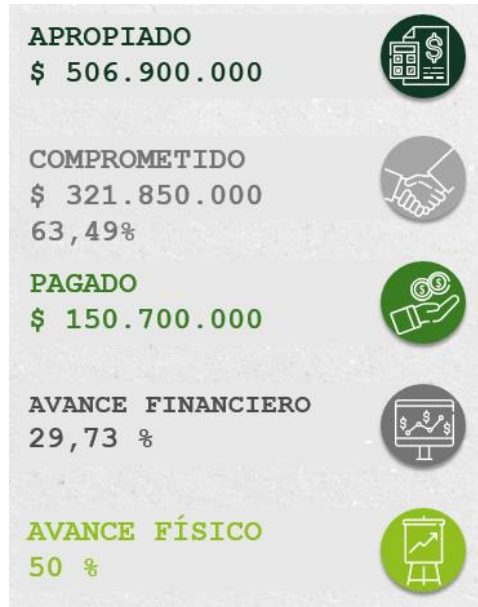 APROPIADO
$ 506.900.000
COMPROMETIDO
$ 321.850.000
63,49%
PAGADO
$ 150.700.000
AVANCE FINANCIERO
29,73 %
AVANCE FÍSICO
50 %